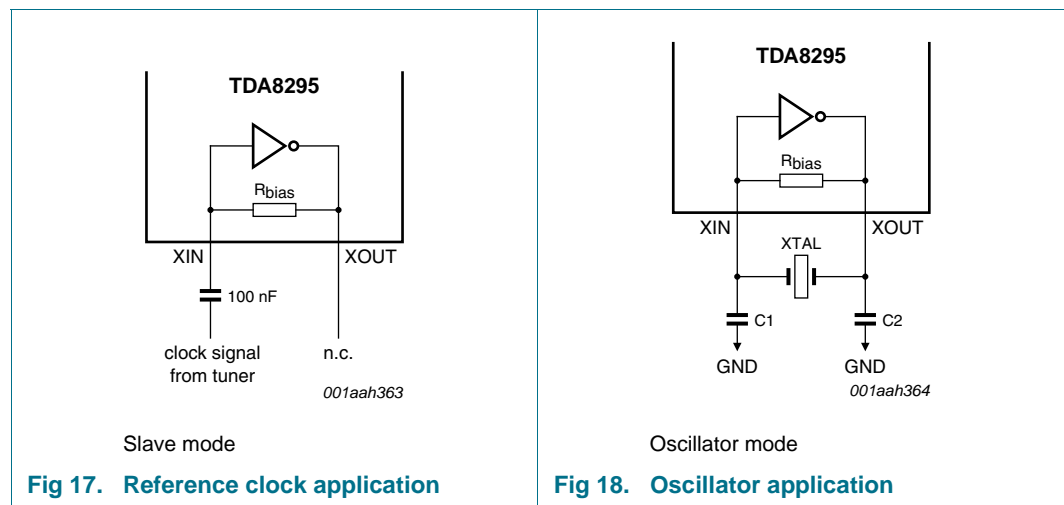 TDA8295
Rbias
XIN
XOUT
100 nF
clock signal
from tuner
n.c.
001aah363
Slave mode
Fig 17. Reference clock application
TDA8295
Rbias
XIN
XOUT
XTAL
C1
C2
GND
GND
001aah364
Oscillator mode
Fig 18. Oscillator application